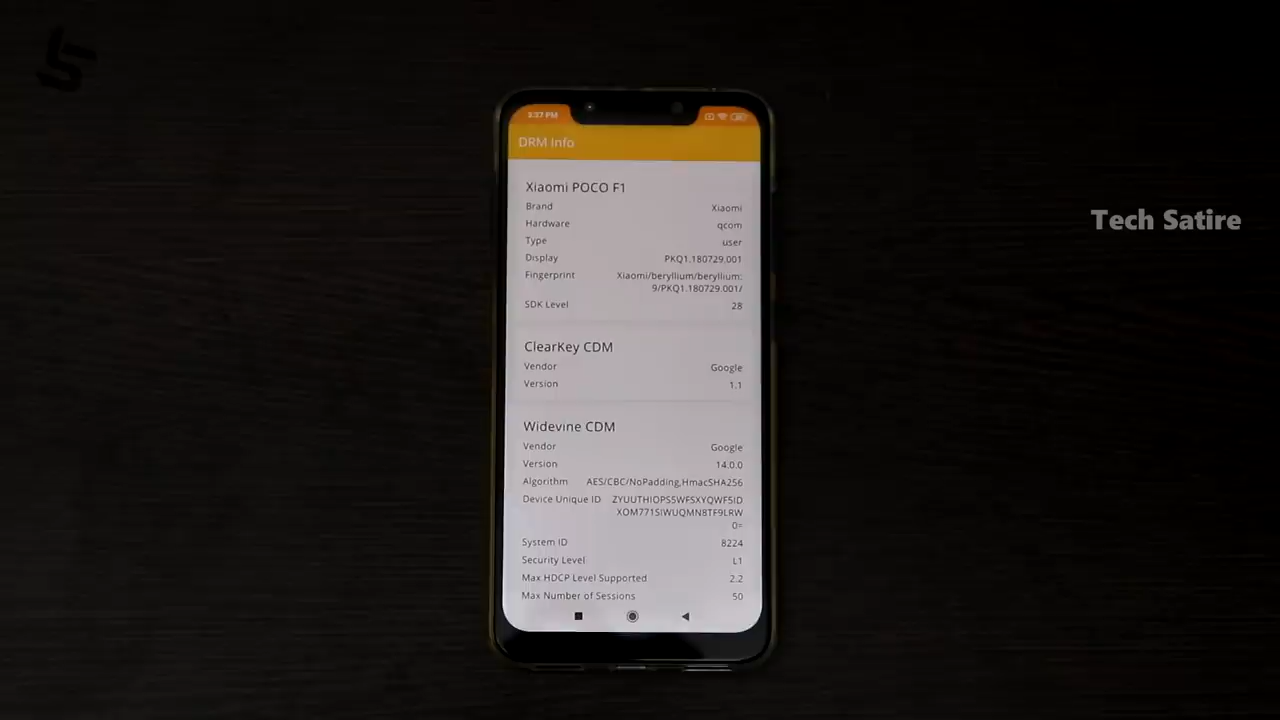 3:37 PM
DRM Info
Xiaomi POCO F1
Brand Xiaomi
Hardware qcom
Type user
Display PKQ1.180729.001
Fingerprint Xiaomi/beryllium/beryllium:
9/PKQ1.180729.001/
SDK Level 28
ClearKey CDM
Vendor Google
Version 1.1
Widevine CDM
Vendor Google
Version 14.0.0
Algorithm AES/CBC/NoPadding,HmacSHA256
Device Unique ID
0=
System ID 8224
Security Level L1
Max HDCP Level Supported 2.2
Max Number of Sessions 50
Tech Satire